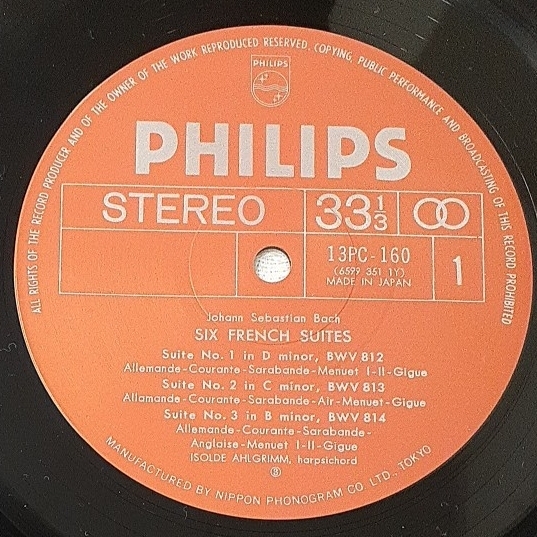 ALL RIGHTS OF THE RECORD PRODUCER AND OF THE OWNER OF THE WORK REPRODUCED RESERVED. COPYING, PUBLIC PERFORMANCE AND BROADCASTING OF THIS RECORD PROHIBITED
PHILIPS
PHILIPS
STEREO 33 1/3
13PC-160
(6599 351 1Y)
MADE IN JAPAN
1
Johann Sebastian Bach
SIX FRENCH SUITES
Suite No. 1 in D minor, BWV 812
Allemande-Courante-Sarabande-Menuet I-II-Gigue
Suite No. 2 in C minor, BWV 813
Allamande-Courante-Sarabande-Air-Menuet-Gigue
Suite No. 3 in B minor, BWV 814
Allemande-Courante-Sarabande-
Anglaise-Menuet I-II-Gigue
ISOLDE AHLGRIMM, harpsichord
Ⓡ
MANUFACTURED BY NIPPON PHONOGRAM CO. LTD., TOKYO